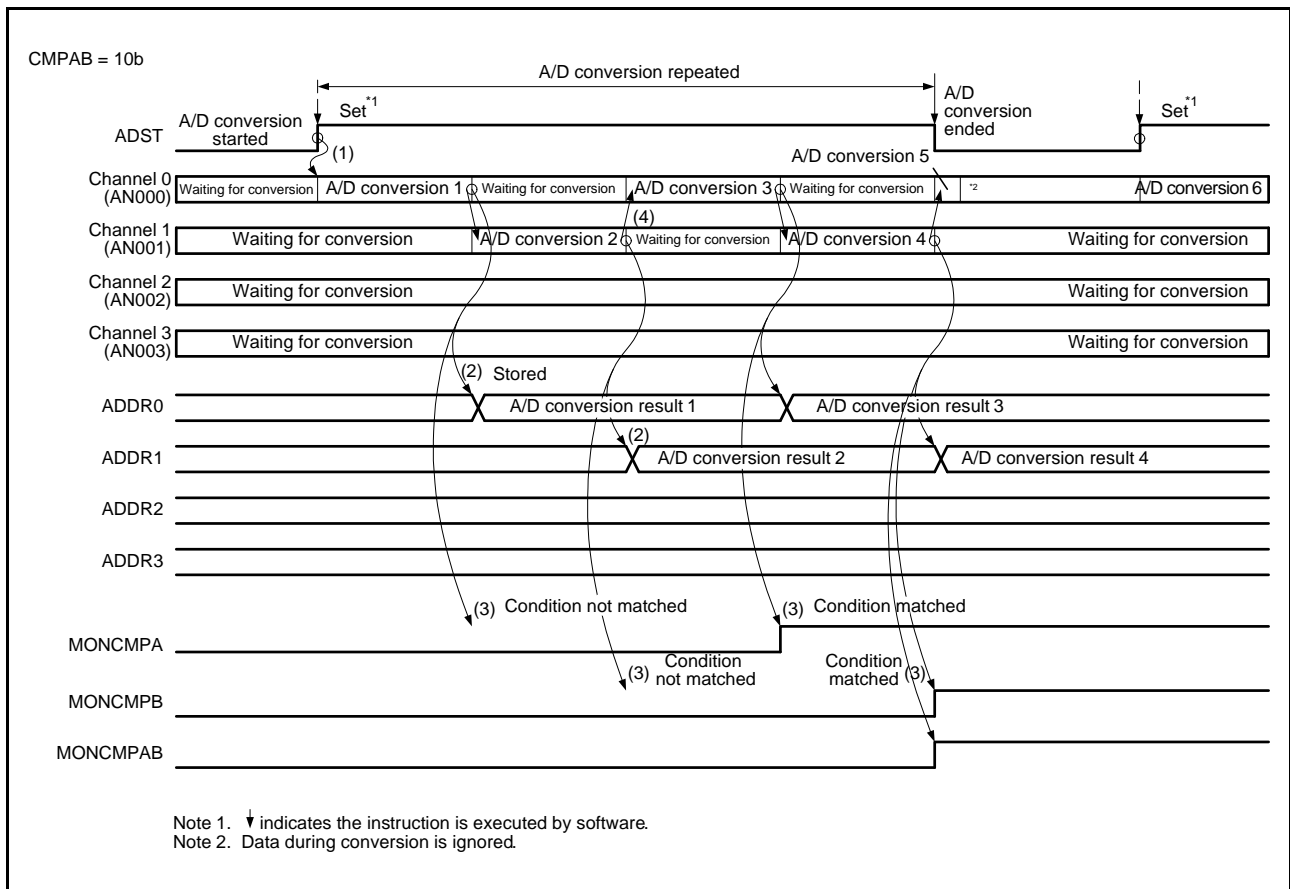 CMPAB = 10b
A/D conversion repeated
A/D
conversion
ended
Set*1
Set*1
A/D conversion
started
ADST
(1)
A/D conversion 5
Channel 0
(AN000)
Waiting for conversion
A/D conversion 1
Waiting for conversion
A/D conversion 3
Waiting for conversion
*2
A/D conversion 6
(4)
Channel 1
(AN001)
Waiting for conversion
A/D conversion 2
Waiting for conversion
A/D conversion 4
Waiting for conversion
Channel 2
(AN002)
Waiting for conversion
Waiting for conversion
Channel 3
(AN003)
Waiting for conversion
Waiting for conversion
(2) Stored
ADDR0
A/D conversion result 1
A/D conversion result 3
(2)
ADDR1
A/D conversion result 2
A/D conversion result 4
ADDR2
ADDR3
(3) Condition not matched
(3) Condition matched
MONCMPA
(3) Condition
not matched
Condition
matched (3)
MONCMPB
MONCMPAB
Note 1. indicates the instruction is executed by software.
Note 2. Data during conversion is ignored.